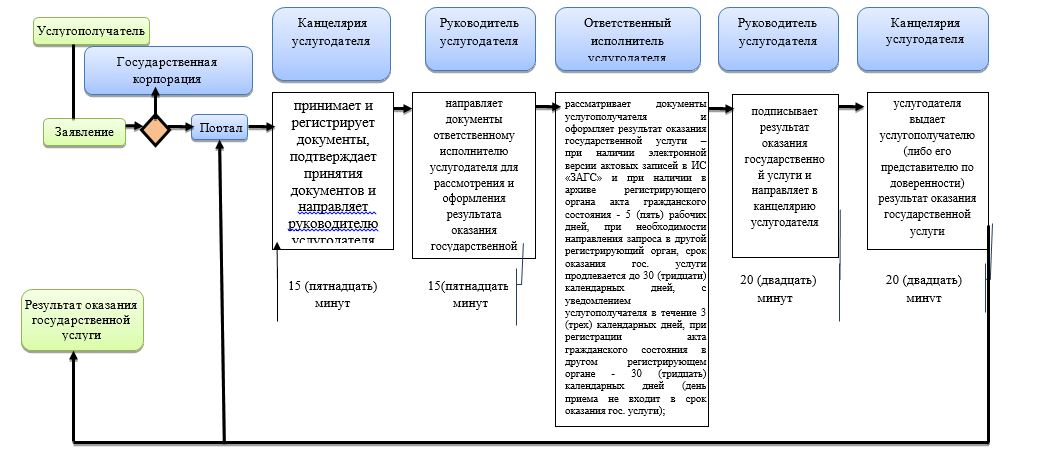 Услугополучатель
Государственная
корпорация
Заявление
Портал
Результат оказания
государственной
услуги
Канцелярия
услугодателя
принимает и
регистрирует
документы,
подтверждает
принятия
документов и
направляет
руководителю
услугодателя
15 (пятнадцать)
минут
Руководитель
услугодателя
направляет
документы
ответственному
исполнителю
услугодателя для
рассмотрения и
оформления
результата
оказания
государственной
15(пятнадцать
минут
Ответственный
исполнитель
услугодателя
рассматривает документы
услугополучателя и
оформляет результат оказания
государственной услуги –
при наличии электронной
версии актовых записей в ИС
«ЗАГС» и при наличии в
архиве регистрирующего
органа акта гражданского
состояния - 5 (пять) рабочих
дней, при необходимости
направления запроса в другой
регистрирующий орган, срок
оказания гос. услуги
продлевается до 30 (тридцати)
календарных дней, с
уведомлением
услугополучателя в течение 3
(трех) календарных дней, при
регистрации акта
гражданского состояния в
другом регистрирующем
органе - 30 (тридцать)
календарных дней (день
приема не входит в срок
оказания гос. услуги);
Руководитель
услугодателя
подписывает
результат
оказания
государственно
й услуги и
направляет в
канцелярию
услугодателя
20 (двадцать)
минут
Канцелярия
услугодателя
услугодателя
выдает
услугополучателю
(либо его
представителю по
доверенности)
результат оказания
государственной
услуги
20 (двадцать)
минут